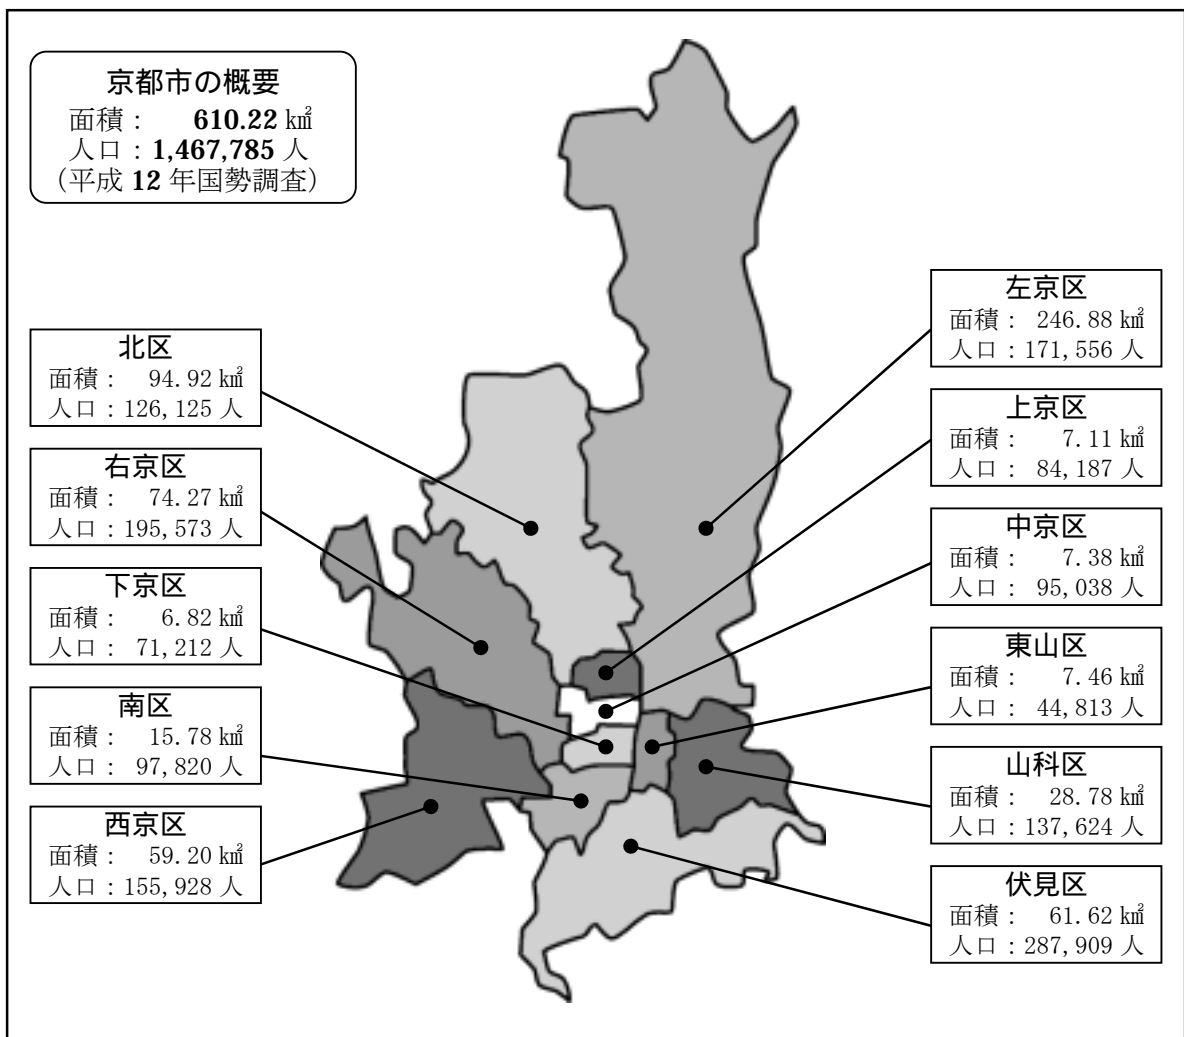 京都市の概要
面積： 610.22 ㎢
人口：1,467,785 人
（平成 12 年国勢調査）
北区
面積： 94.92 ㎢
人口：126,125 人
右京区
面積： 74.27 ㎢
人口：195,573 人
下京区
面積： 6.82 ㎢
人口： 71,212 人
南区
面積： 15.78 ㎢
人口： 97,820 人
西京区
面積： 59.20 ㎢
人口：155,928 人
左京区
面積： 246.88 ㎢
人口：171,556 人
上京区
面積： 7.11 ㎢
人口： 84,187 人
中京区
面積： 7.38 ㎢
人口： 95,038 人
東山区
面積： 7.46 ㎢
人口： 44,813 人
山科区
面積： 28.78 ㎢
人口：137,624 人
伏見区
面積： 61.62 ㎢
人口：287,909 人